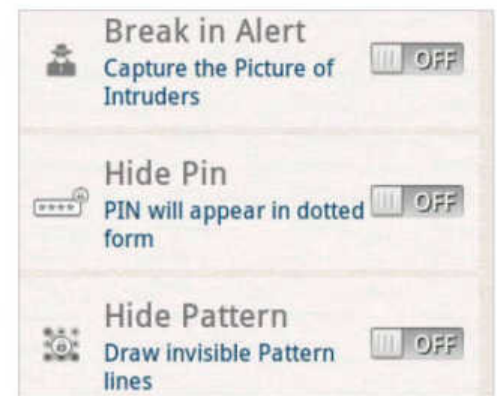 Break in Alert
Capture the Picture of
Intruders
OFF
Hide Pin
PIN will appear in dotted
form
OFF
Hide Pattern
Draw invisible Pattern
lines
OFF